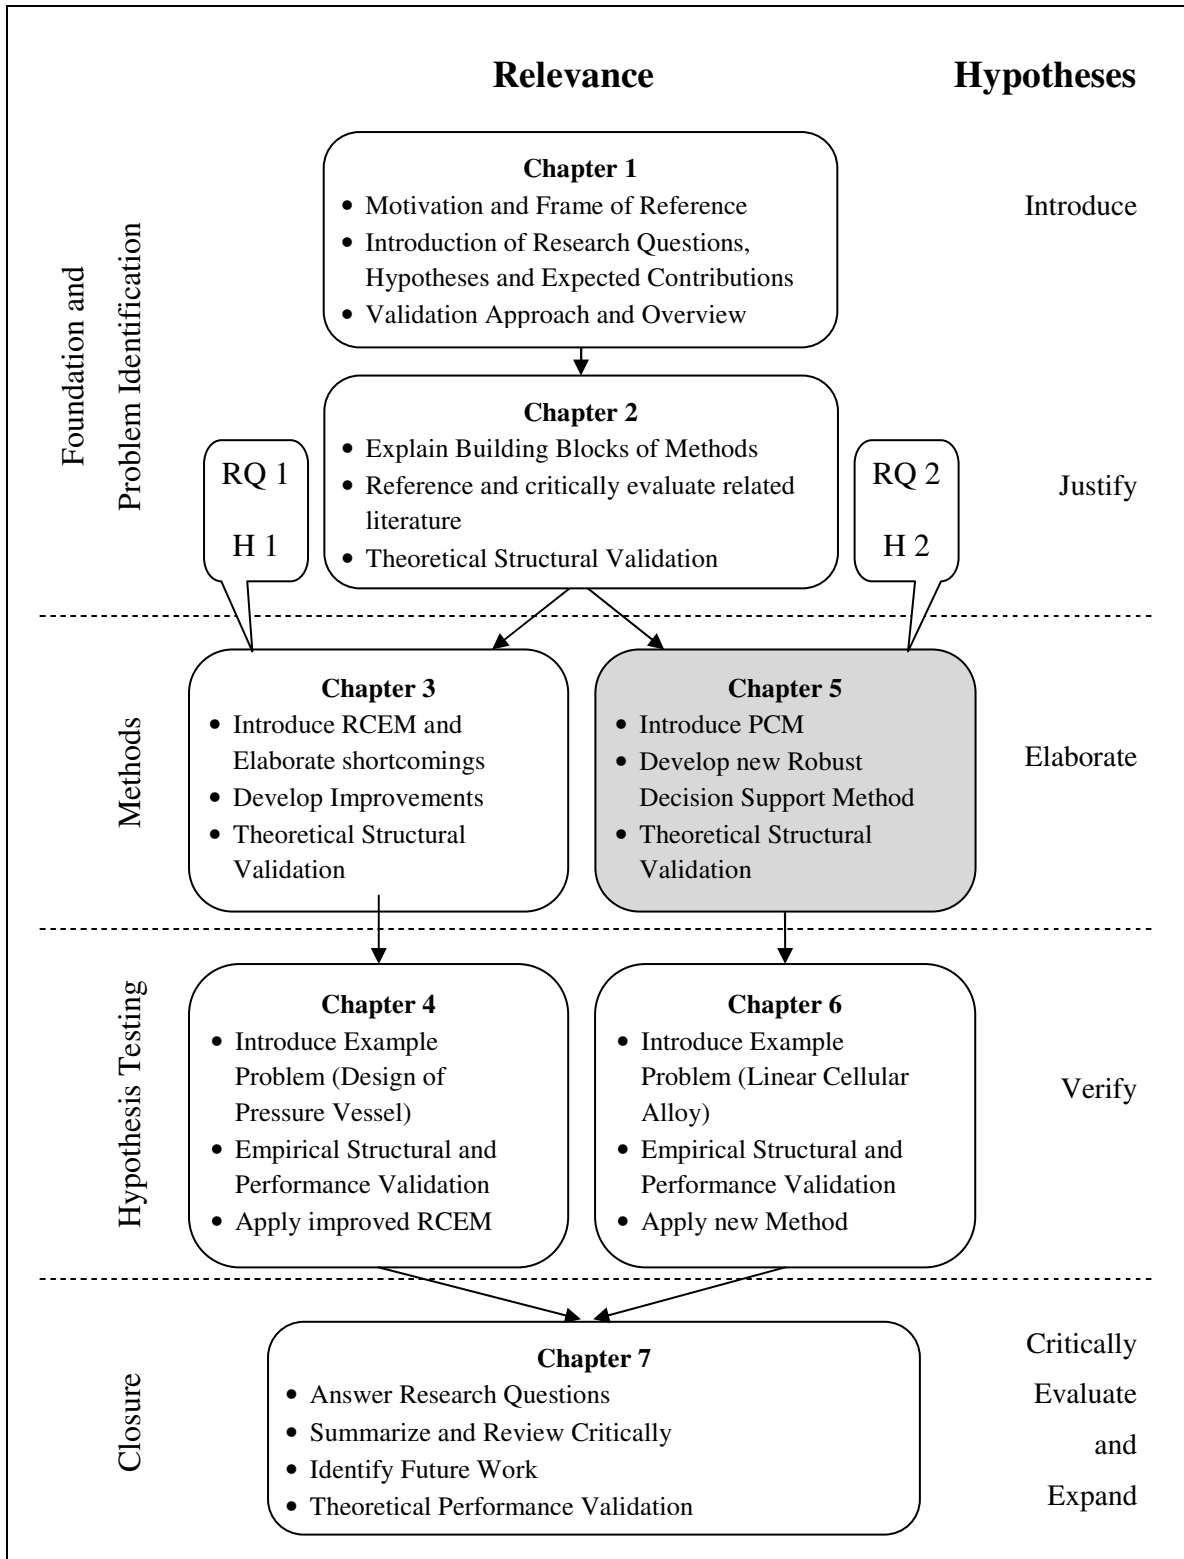 Relevance
Hypotheses
Foundation and
Problem Identification
Chapter 1
• Motivation and Frame of Reference
• Introduction of Research Questions,
Hypotheses and Expected Contributions
• Validation Approach and Overview
Introduce
Chapter 2
• Explain Building Blocks of Methods
• Reference and critically evaluate related
literature
• Theoretical Structural Validation
RQ 1
H 1
RQ 2
H 2
Justify
Methods
Chapter 3
• Introduce RCEM and
Elaborate shortcomings
• Develop Improvements
• Theoretical Structural
Validation
Chapter 5
• Introduce PCM
• Develop new Robust
Decision Support Method
• Theoretical Structural
Validation
Elaborate
Hypothesis Testing
Chapter 4
• Introduce Example
Problem (Design of
Pressure Vessel)
• Empirical Structural and
Performance Validation
• Apply improved RCEM
Chapter 6
• Introduce Example
Problem (Linear Cellular
Alloy)
• Empirical Structural and
Performance Validation
• Apply new Method
Verify
Closure
Chapter 7
• Answer Research Questions
• Summarize and Review Critically
• Identify Future Work
• Theoretical Performance Validation
Critically
Evaluate
and
Expand